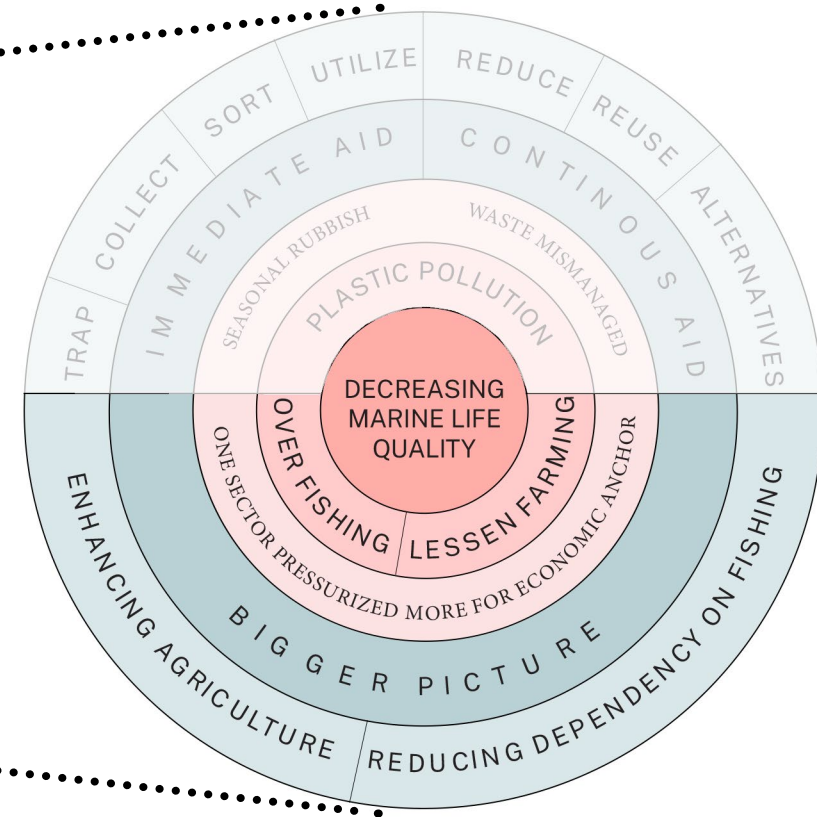 TRAP
COLLECT
SORT
UTILIZE
REDUCE
REUSE
ALTERNATIVES
IMMEDIATE AID
CONTINOUS AID
SEASONAL RUBBISH
WASTE MISMANAGED
PLASTIC POLLUTION
DECREASING
MARINE LIFE
QUALITY
OVER FISHING
LESSEN FARMING
ONE SECTOR PRESSURIZED MORE FOR ECONOMIC ANCHOR
BIGGER PICTURE
ENHANCING AGRICULTURE
REDUCING DEPENDENCY ON FISHING